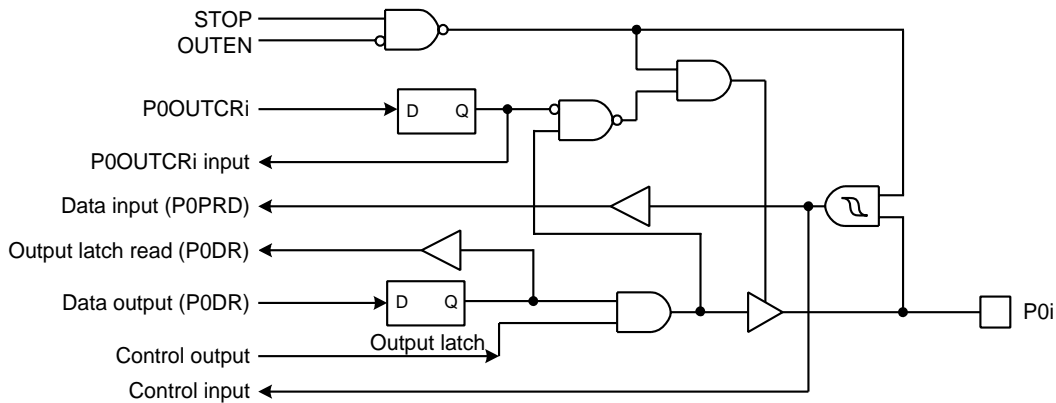 STOP
OUTEN
P0OUTCRi
D Q
P0OUTCRi input
Data input (P0PRD)
Output latch read (P0DR)
Data output (P0DR)
D Q
P0i
Output latch
Control output
Control input